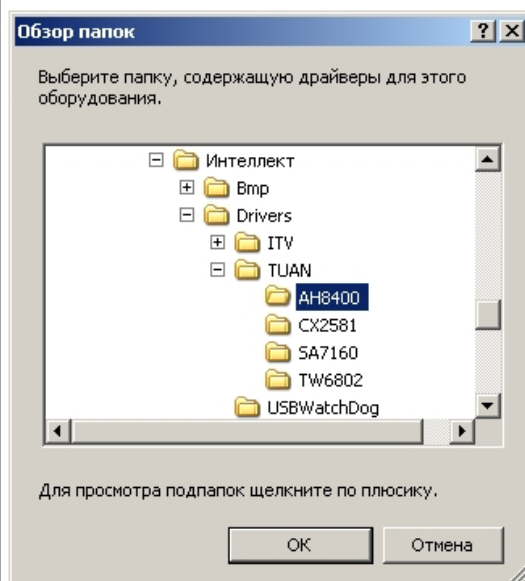 Обзор папок
Выберите папку, содержащую драйверы для этого
оборудования.
Интеллект
Bmp
Drivers
ITV
TUAN
AH8400
CX2581
SA7160
TW6802
USBWatchDog
Для просмотра подпапок щелкните по плюсику.
ОК
Отмена